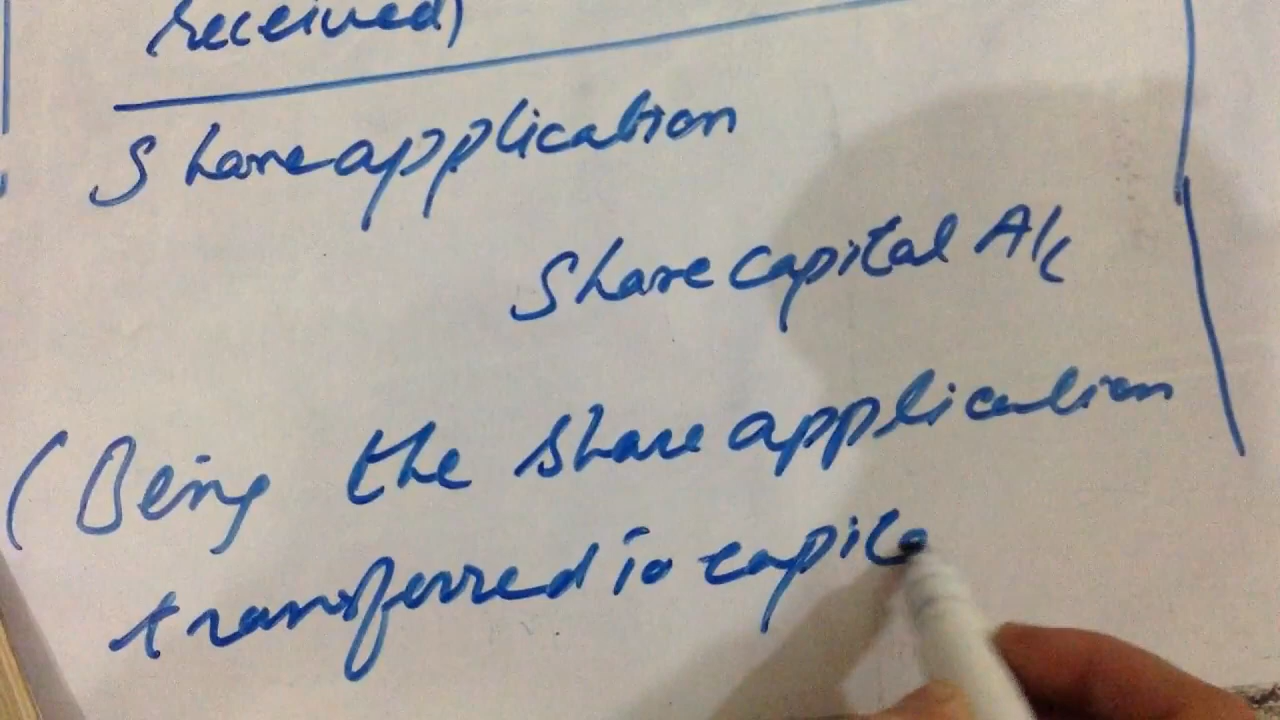 received)
Share application
Share capital A/c
(Being the share application
transferred to capita